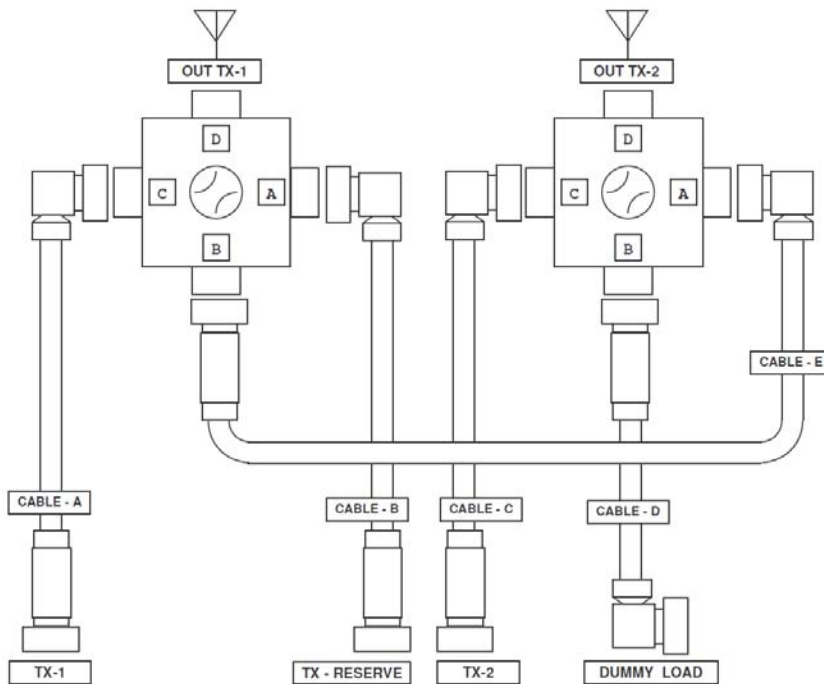 OUT TX-1
OUT TX-2
D
D
C
A
C
A
B
B
CABLE - E
CABLE - A
CABLE - B
CABLE - C
CABLE - D
TX-1
TX - RESERVE
TX-2
DUMMY LOAD